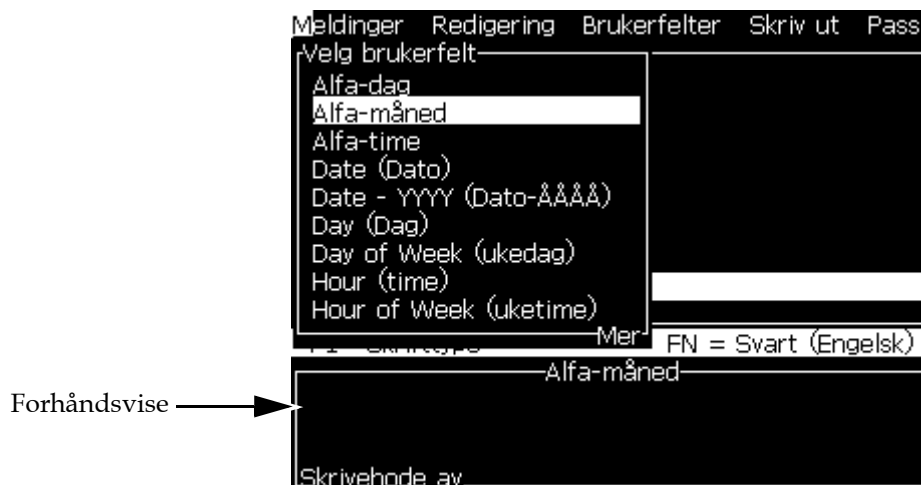 Meldinger Redigering Brukerfelter Skriv ut Pass
Velg brukerfelt
Alfa-dag
Alfa-måned
Alfa-time
Date (Dato)
Date - YYYY (Dato-ÅÅÅÅ)
Day (Dag)
Day of Week (ukedag)
Hour (time)
Hour of Week (uketime)
Mer
FN = Svart (Engelsk)
Alfa-måned
Forhåndsvise
Skrivehode av